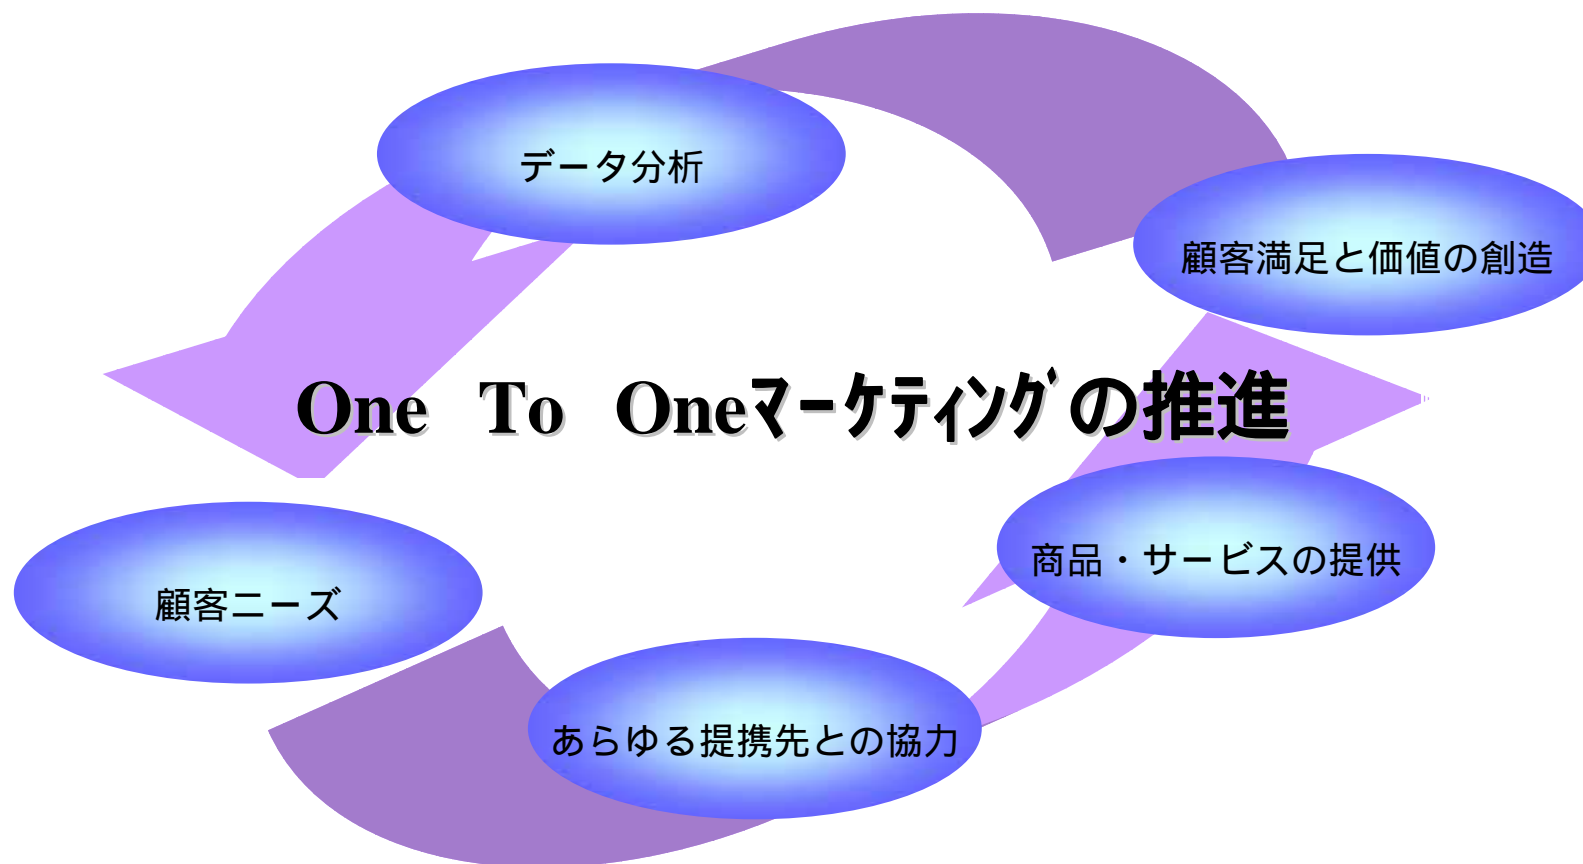 データ分析
顧客満足と価値の創造
One To Oneﾏｰｹﾃｨﾝｸﾞの推進
商品・サービスの提供
顧客ニーズ
あらゆる提携先との協力